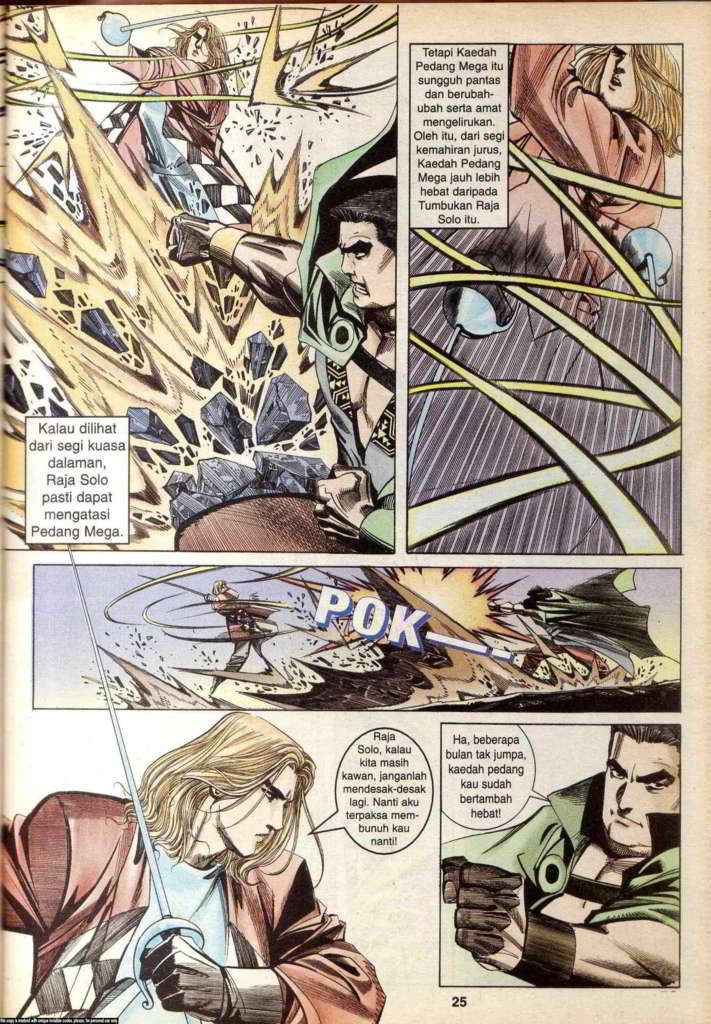 Kalau dilihat
dari segi kuasa
dalaman,
Raja Solo
pasti dapat
mengatasi
Pedang Mega.
Tetapi Kaedah
Pedang Mega itu
sungguh pantas
dan berubah-
ubah serta amat
mengelirukan.
Oleh itu, dari segi
kemahiran jurus,
Kaedah Pedang
Mega jauh lebih
hebat daripada
Tumbukan Raja
Solo itu.
POK—--
Raja
Solo, kalau
kita masih
kawan, janganlah
mendesak-desak
lagi. Nanti aku
terpaksa mem-
bunuh kau
nanti!
Ha, beberapa
bulan tak jumpa,
kaedah pedang
kau sudah
bertambah
hebat!
25